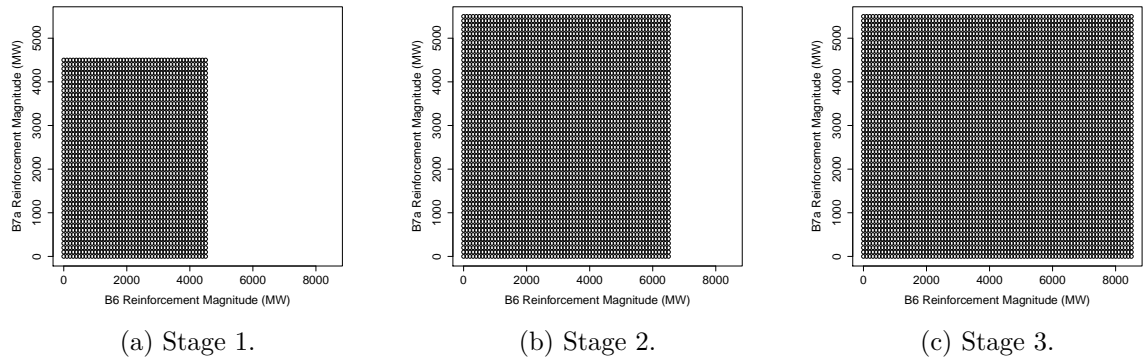 5000
4000
3000
2000
1000
0
B7a Reinforcement Magnitude (MW)
0 2000 4000 6000 8000
B6 Reinforcement Magnitude (MW)
(a) Stage 1.
5000
4000
3000
2000
1000
0
B7a Reinforcement Magnitude (MW)
0 2000 4000 6000 8000
B6 Reinforcement Magnitude (MW)
(b) Stage 2.
5000
4000
3000
2000
1000
0
B7a Reinforcement Magnitude (MW)
0 2000 4000 6000 8000
B6 Reinforcement Magnitude (MW)
(c) Stage 3.